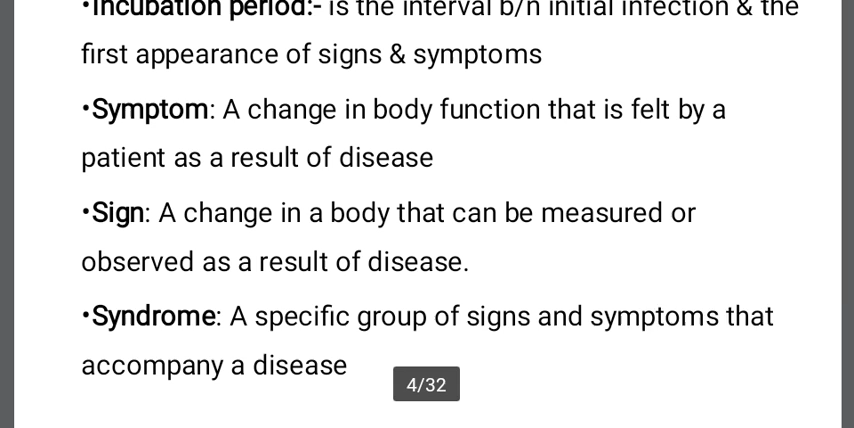 •Incubation period:- is the interval b/n initial infection & the
first appearance of signs & symptoms
•Symptom: A change in body function that is felt by a
patient as a result of disease
•Sign: A change in a body that can be measured or
observed as a result of disease.
•Syndrome: A specific group of signs and symptoms that
accompany a disease
4/32